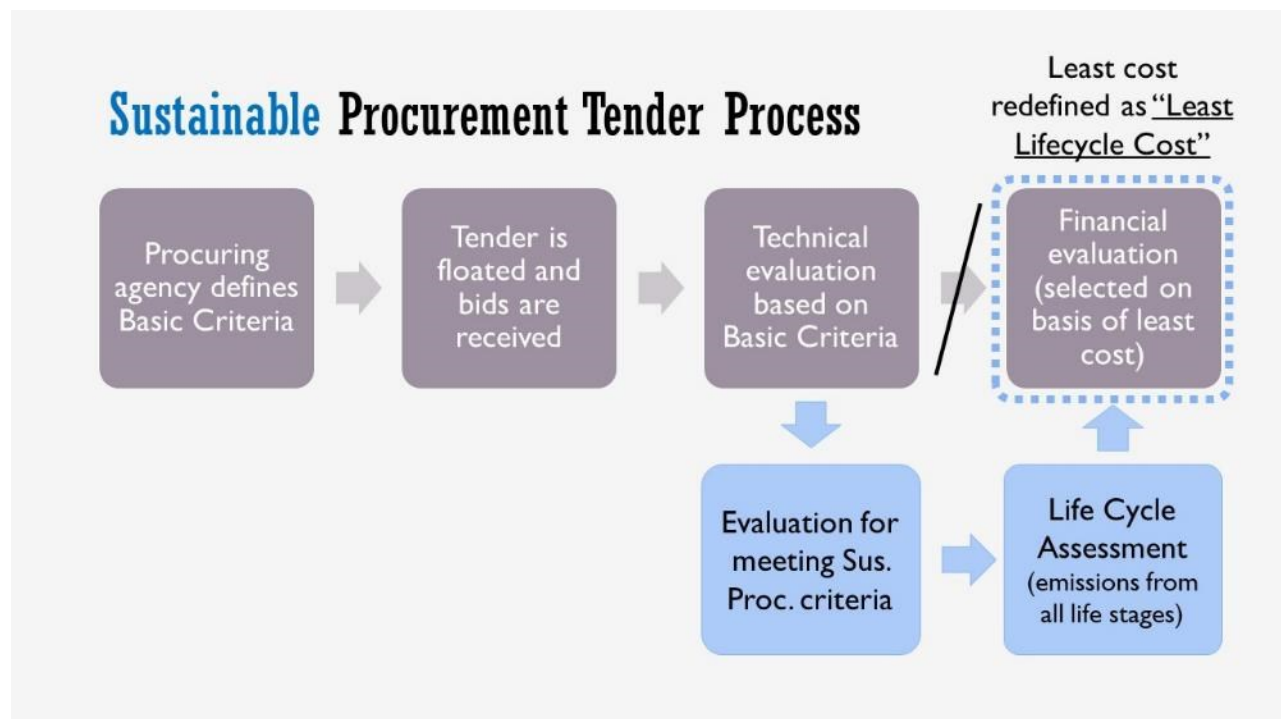 Sustainable Procurement Tender Process
Least cost
redefined as “Least
Lifecycle Cost”
Procuring
agency defines
Basic Criteria
Tender is
floated and
bids are
received
Technical
evaluation
based on
Basic Criteria
Financial
evaluation
(selected on
basis of least
cost)
Evaluation for
meeting Sus.
Proc. criteria
Life Cycle
Assessment
(emissions from
all life stages)